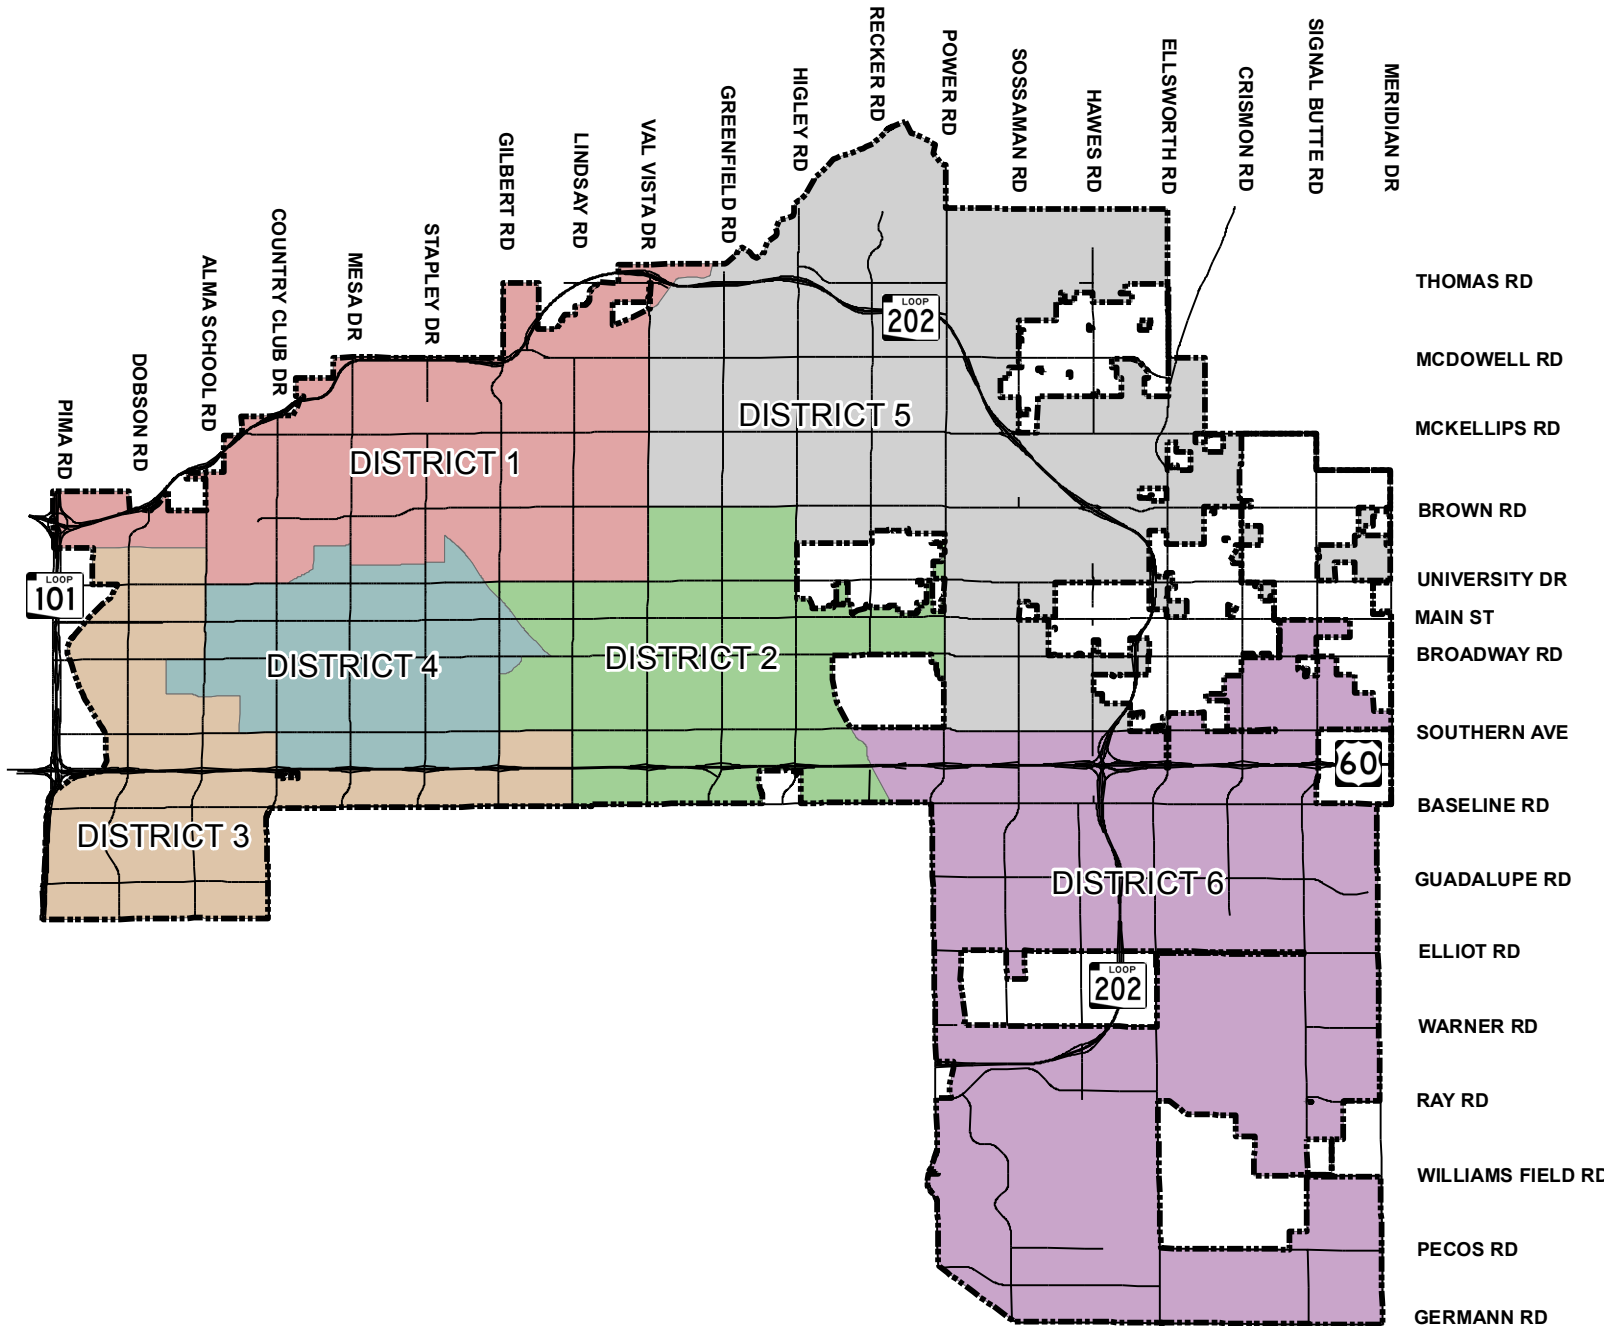 PIMA RD
DOBSON RD
ALMA SCHOOL RD
COUNTRY CLUB DR
MESA DR
STAPLEY DR
GILBERT RD
LINDSAY RD
VAL VISTA DR
GREENFIELD RD
HIGLEY RD
RECKER RD
POWER RD
SOSSAMAN RD
HAWES RD
ELLSWORTH RD
CRISMON RD
SIGNAL BUTTE RD
MERIDIAN DR
THOMAS RD
LOOP
202
MCDOWELL RD
DISTRICT 5
MCKELLIPS RD
DISTRICT 1
BROWN RD
UNIVERSITY DR
LOOP
101
MAIN ST
BROADWAY RD
DISTRICT 4
DISTRICT 2
SOUTHERN AVE
60
BASELINE RD
DISTRICT 3
GUADALUPE RD
DISTRICT 6
ELLIOT RD
LOOP
202
WARNER RD
RAY RD
WILLIAMS FIELD RD
PECOS RD
GERMANN RD